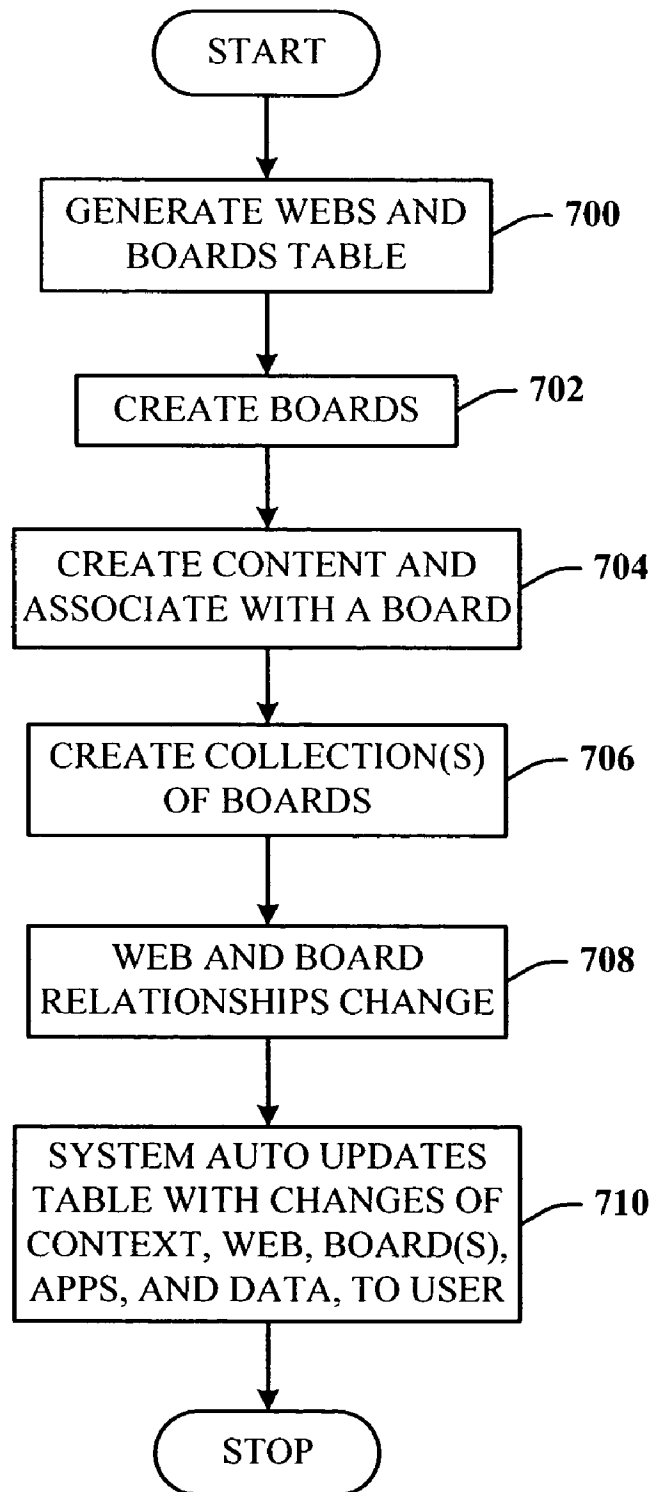 START
GENERATE WEBS AND
BOARDS TABLE
700
CREATE BOARDS
702
CREATE CONTENT AND
ASSOCIATE WITH A BOARD
704
CREATE COLLECTION(S)
OF BOARDS
706
WEB AND BOARD
RELATIONSHIPS CHANGE
708
SYSTEM AUTO UPDATES
TABLE WITH CHANGES OF
CONTEXT, WEB, BOARD(S),
APPS, AND DATA, TO USER
710
STOP